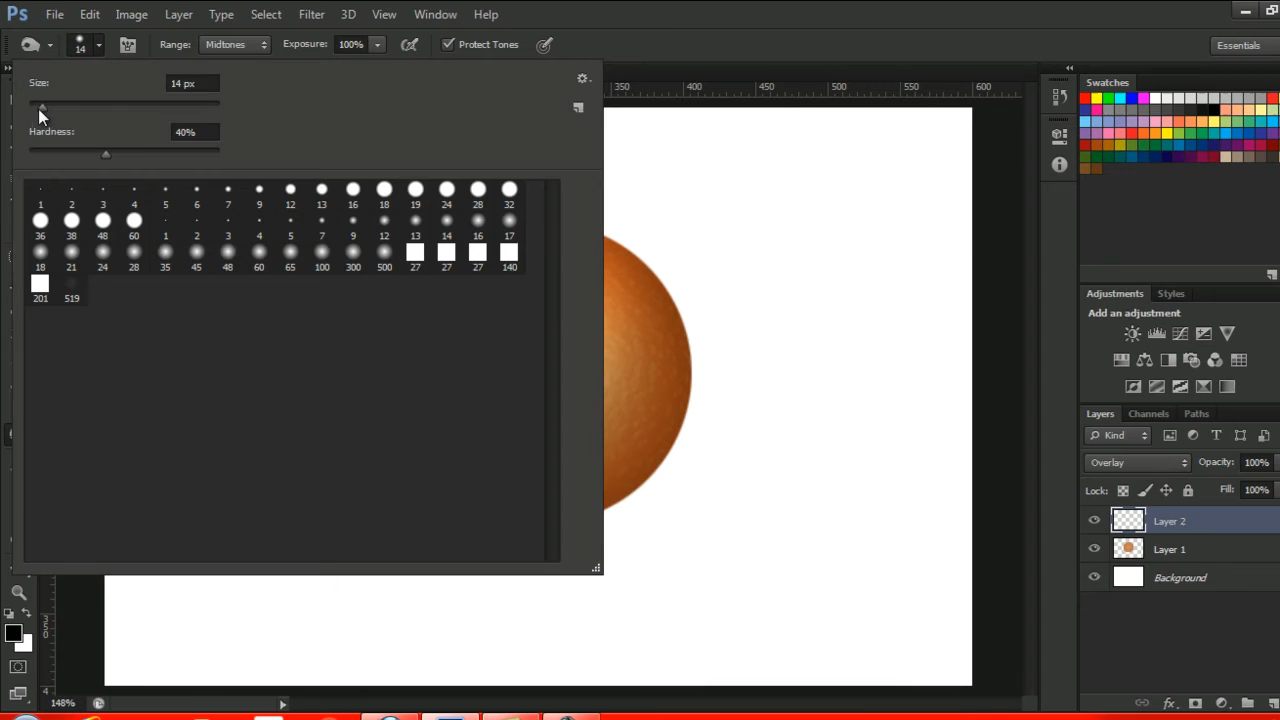 Ps File Edit Image Layer Type Select Filter 3D View Window Help
14 Range: Midtones Exposure: 100% Protect Tones Essentials
Size: 14 px
Hardness: 40%
350 400 450 500 550 600
1 2 3 4 5 6 7 9 12 13 16 18 19 24 28 32
36 38 48 60 1 2 3 4 5 7 9 12 13 14 16 17
18 21 24 28 35 45 48 60 65 100 300 500 27 27 27 140
201 519
Swatches
Adjustments Styles
Add an adjustment
Layers Channels Paths
Kind
Overlay Opacity: 100%
Lock: Fill: 100%
Layer 2
Layer 1
Background
350
4
148%